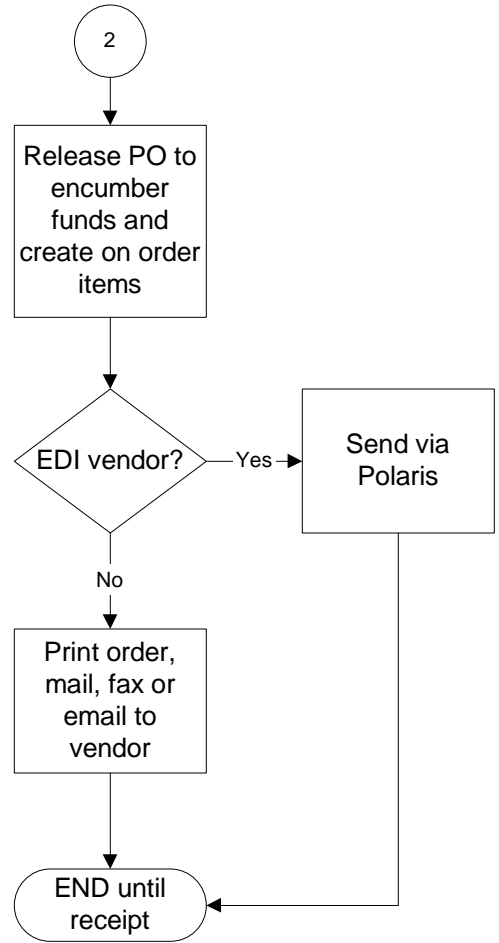 2
Release PO to
encumber
funds and
create on order
items
EDI vendor?
Yes
Send via
Polaris
No
Print order,
mail, fax or
email to
vendor
END until
receipt